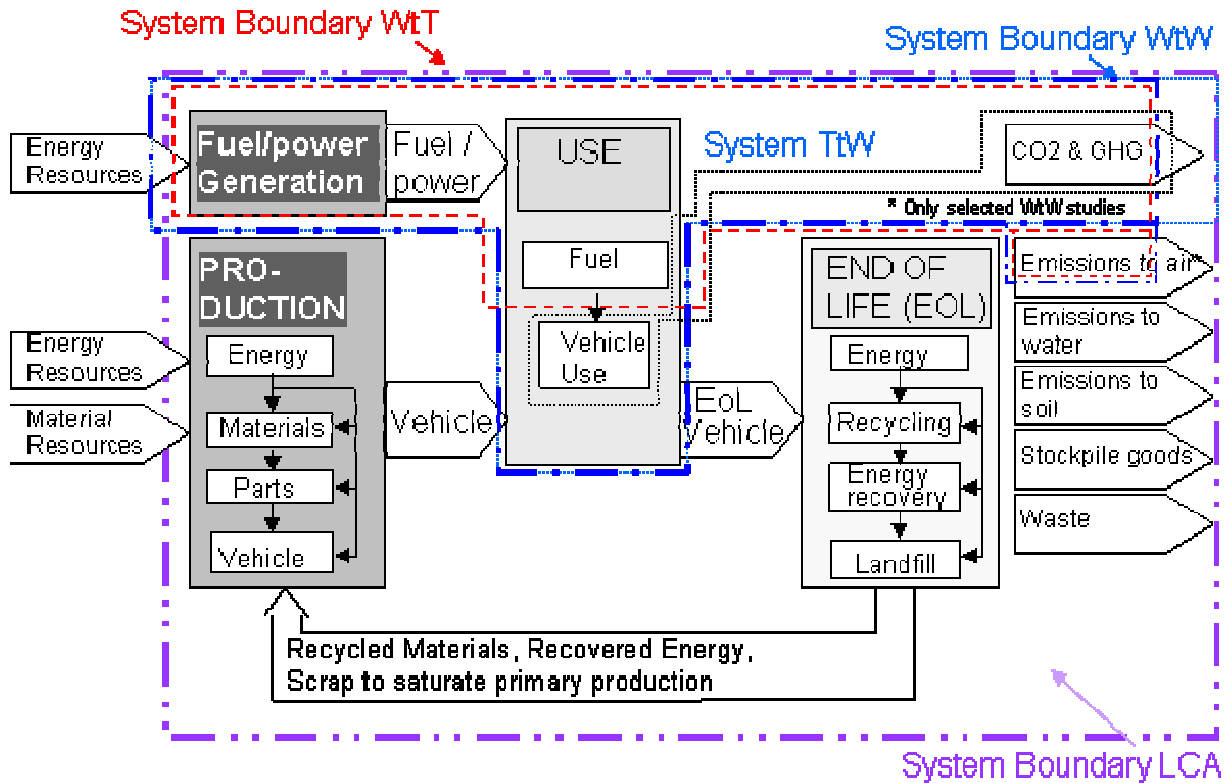 System Boundary WtT
System Boundary WtW
Energy
Resources
Fuel/power
Generation
Fuel /
power
USE
System TtW
CO2 & GHG
* Only selected WtW studies
Fuel
Vehicle
Use
PRO-
DUCTION
Energy
Materials
Parts
Vehicle
Energy
Resources
Material
Resources
Vehicle
EoL
Vehicle
END OF
LIFE (EOL)
Energy
Recycling
Energy
recovery
Landfill
Emissions to air*
Emissions to
water
Emissions to
soil
Stockpile goods
Waste
Recycled Materials, Recovered Energy,
Scrap to saturate primary production
System Boundary LCA